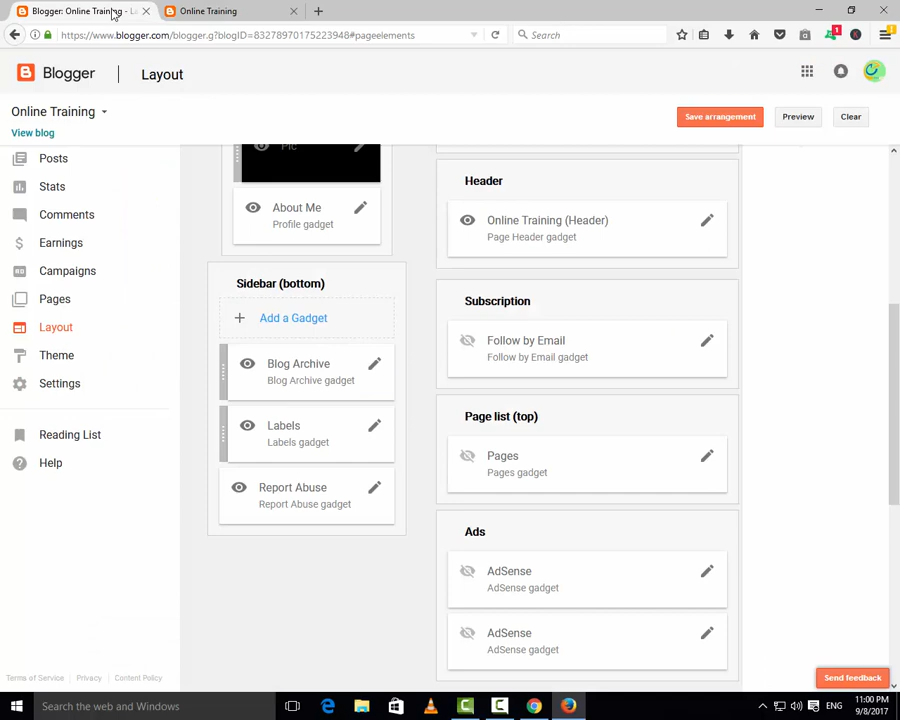 Blogger: Online Training - La
Online Training
https://www.blogger.com/blogger.g?blogID=83278970175223948#pageelements
Search
1
Blogger
Layout
Online Training
View blog
Save arrangement
Preview
Clear
Posts
Stats
Comments
Earnings
Campaigns
Pages
Layout
Theme
Settings
Reading List
Help
Terms of Service
Privacy
Content Policy
Pic
About Me
Profile gadget
Sidebar (bottom)
Add a Gadget
Blog Archive
Blog Archive gadget
Labels
Labels gadget
Report Abuse
Report Abuse gadget
Header
Online Training (Header)
Page Header gadget
Subscription
Follow by Email
Follow by Email gadget
Page list (top)
Pages
Pages gadget
Ads
AdSense
AdSense gadget
AdSense
AdSense gadget
Send feedback
Search the web and Windows
ENG
11:00 PM
9/8/2017